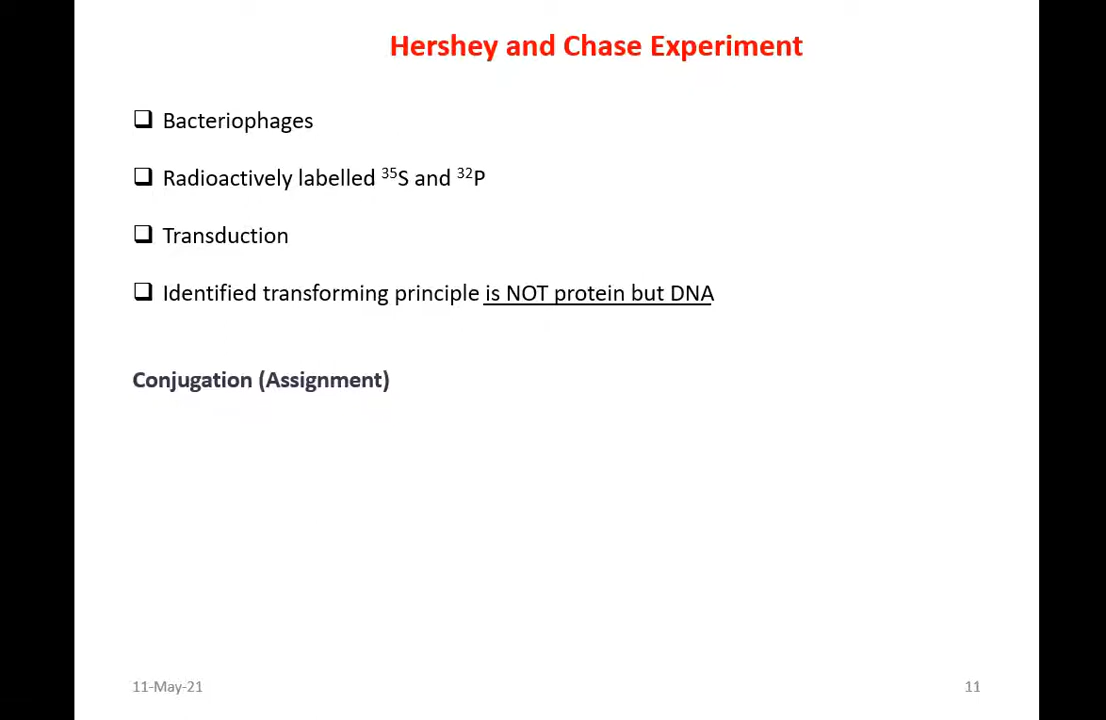 Hershey and Chase Experiment
❑ Bacteriophages
❑ Radioactively labelled ³⁵S and ³²P
❑ Transduction
❑ Identified transforming principle is NOT protein but DNA
Conjugation (Assignment)
11-May-21
11